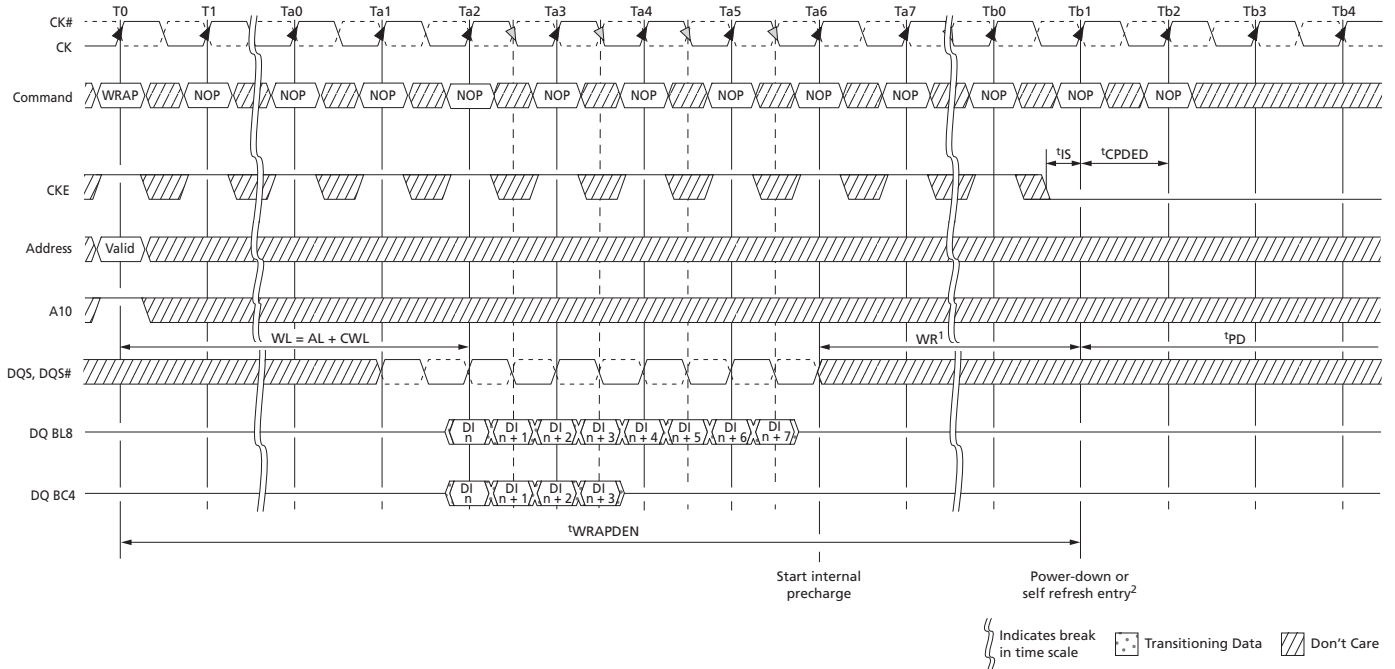 T0 T1 Ta0 Ta1 Ta2 Ta3 Ta4 Ta5 Ta6 Ta7 Tb0 Tb1 Tb2 Tb3 Tb4
CK#
CK
Command WRAP NOP NOP NOP NOP NOP NOP NOP NOP NOP NOP NOP NOP
tIS tCPDED
CKE
Address Valid
A10
WL = AL + CWL WR1 tPD
DQS, DQS#
DQ BL8 DI n DI n + 1 DI n + 2 DI n + 3 DI n + 4 DI n + 5 DI n + 6 DI n + 7
DQ BC4 DI n DI n + 1 DI n + 2 DI n + 3
tWRAPDEN
Start internal
precharge
Power-down or
self refresh entry2
Indicates break
in time scale
Transitioning Data
Don't Care